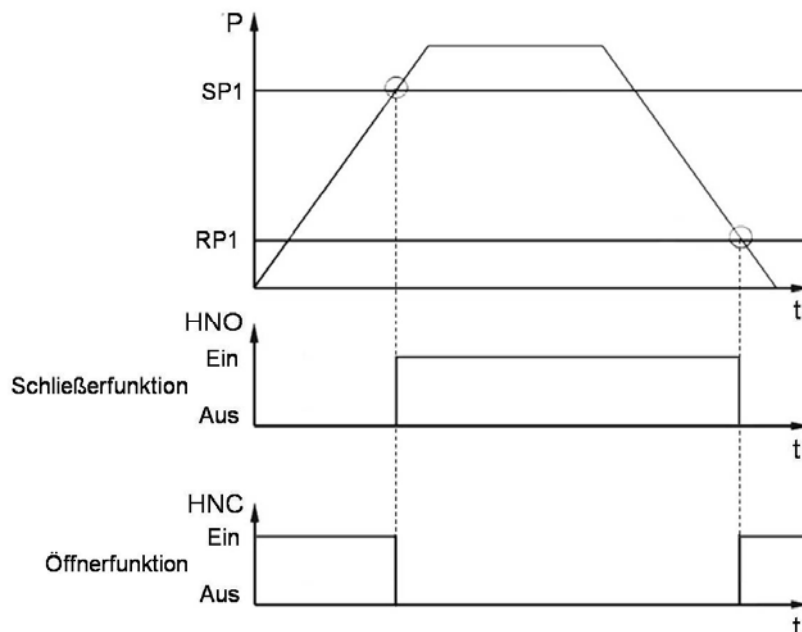 P
SP1
RP1
t
HNO
Ein
Schließerfunktion
Aus
t
HNC
Ein
Öffnerfunktion
Aus
t